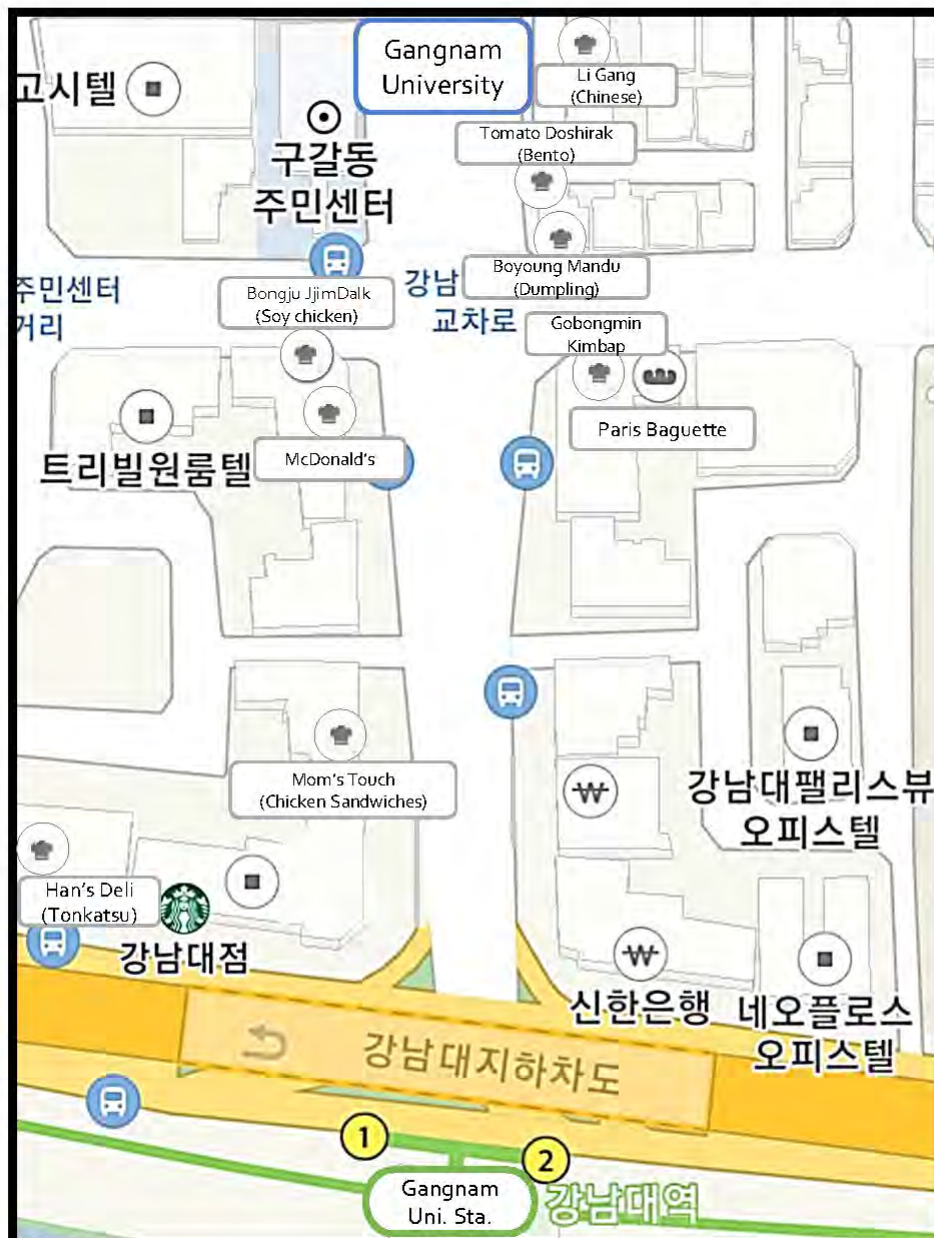 Gangnam
University
Li Gang
(Chinese)
고시텔
Tomato Doshirak
(Bento)
구갈동
주민센터
Boyoung Mandu
(Dumpling)
주민센터
거리
Bongju JjimDalk
(Soy chicken)
강남
교차로
Gobongmin
Kimbap
Paris Baguette
McDonald's
트리빌원룸텔
Mom's Touch
(Chicken Sandwiches)
강남대팰리스뷰
오피스텔
Han's Deli
(Tonkatsu)
강남대점
신한은행
네오플로스
오피스텔
강남대지하차도
1
2
Gangnam
Uni. Sta.
강남대역